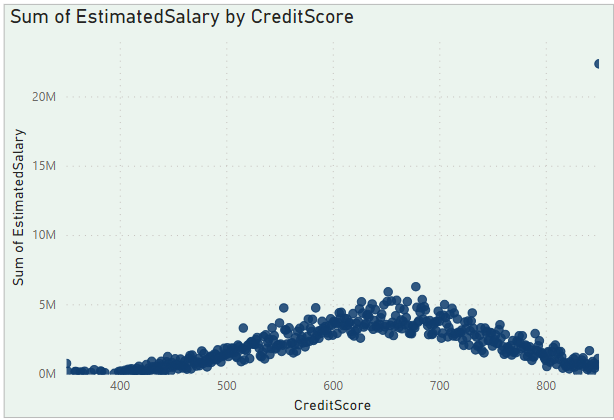 Sum of EstimatedSalary by CreditScore
20M
15M
10M
5M
0M
Sum of EstimatedSalary
400 500 600 700 800
CreditScore